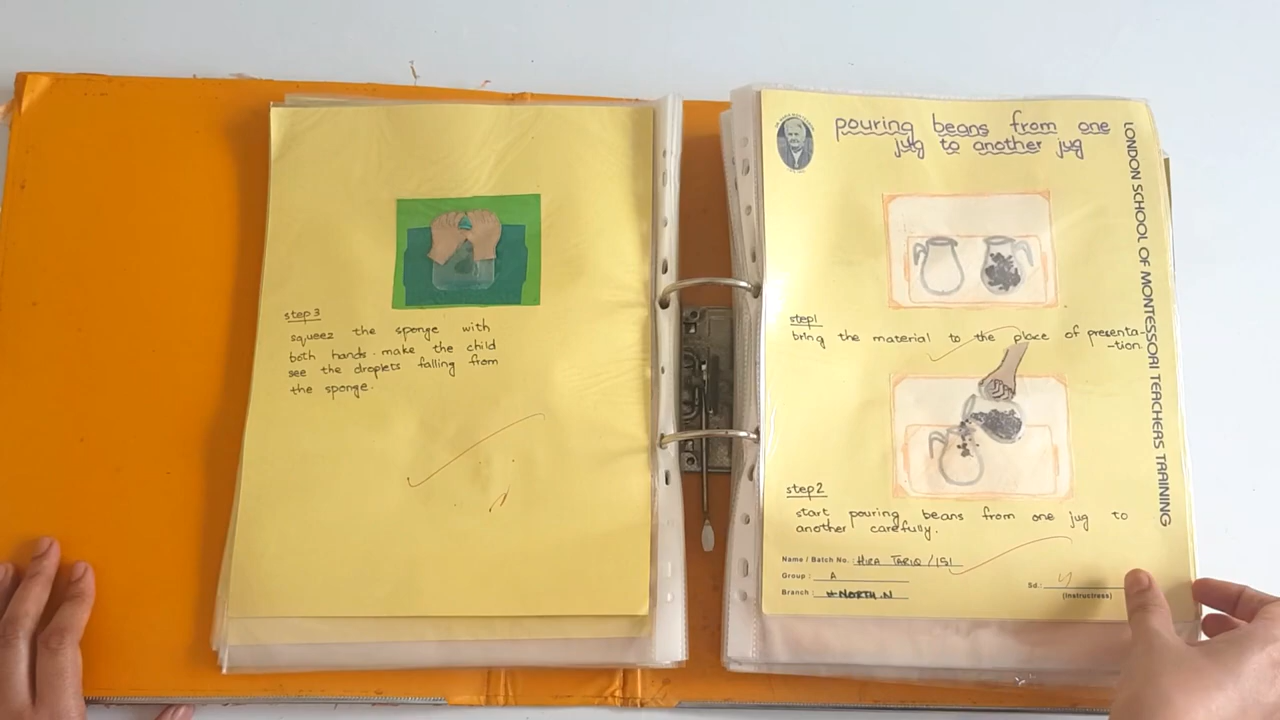 step 3
squeez the sponge with
both hands. make the child
see the droplets falling from
the sponge.
pouring beans from one
jug to another jug
step1
bring the material to the place of presenta-
-tion.
step 2
start pouring beans from one jug to
another carefully.
Name / Batch No. : HIRA TARIQ / 151
Group : A
Branch : NORTH.N
Sd.:
(Instructress)
LONDON SCHOOL OF MONTESSORI TEACHERS TRAINING